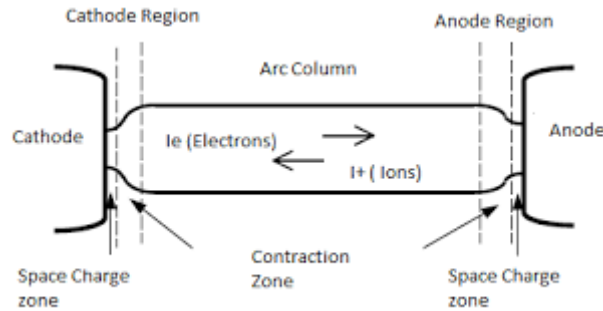 Cathode Region
Anode Region
Arc Column
Cathode
Anode
Ie (Electrons)
I+ ( Ions)
Space Charge
zone
Contraction
Zone
Space Charge
zone